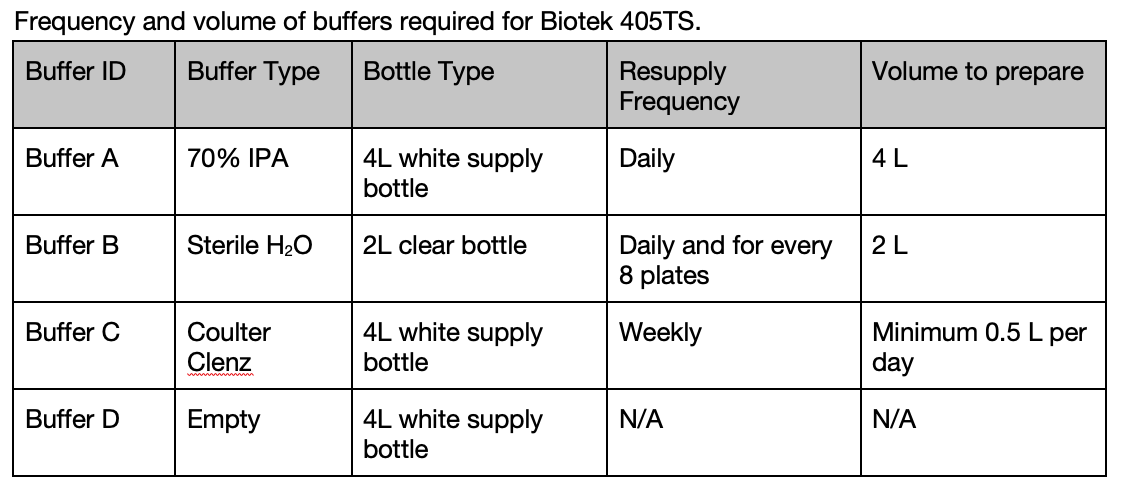 Frequency and volume of buffers required for Biotek 405TS.
Buffer ID
Buffer Type
Bottle Type
Resupply
Frequency
Volume to prepare
Buffer A
70% IPA
4L white supply
bottle
Daily
4 L
Buffer B
Sterile H₂O
2L clear bottle
Daily and for every
8 plates
2 L
Buffer C
Coulter
Clenz
4L white supply
bottle
Weekly
Minimum 0.5 L per
day
Buffer D
Empty
4L white supply
bottle
N/A
N/A